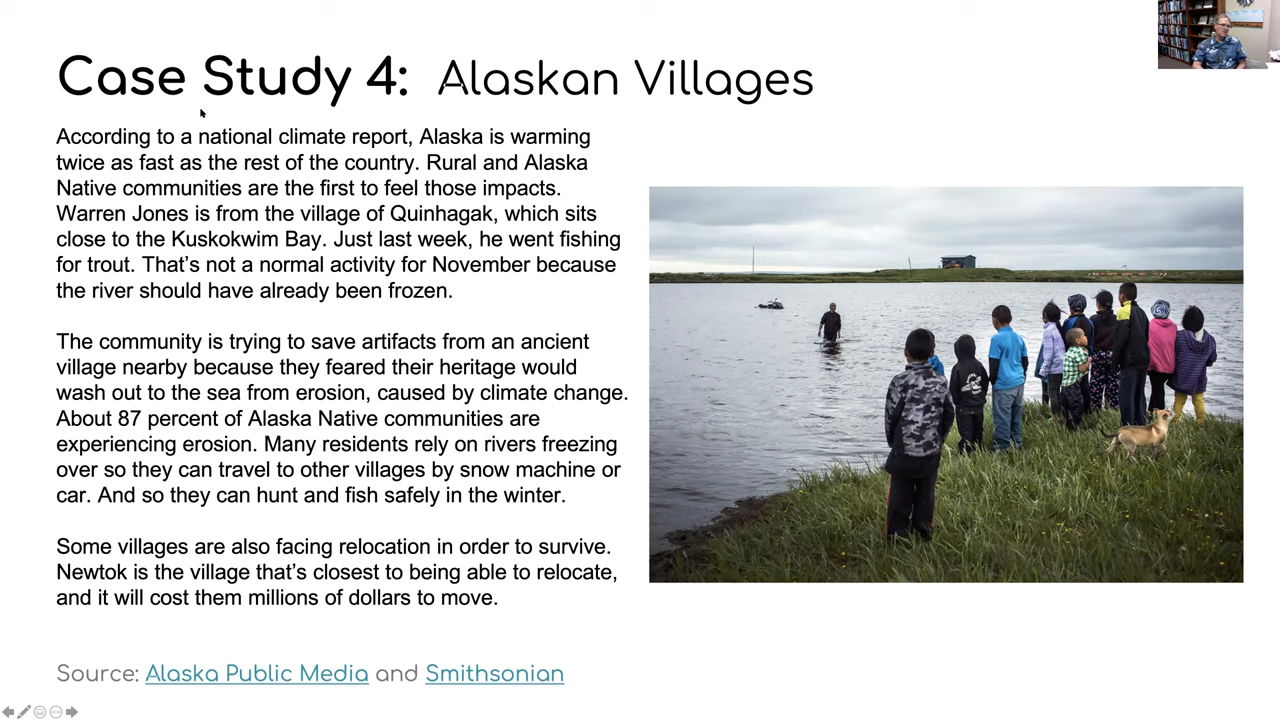 Case Study 4: Alaskan Villages
According to a national climate report, Alaska is warming
twice as fast as the rest of the country. Rural and Alaska
Native communities are the first to feel those impacts.
Warren Jones is from the village of Quinhagak, which sits
close to the Kuskokwim Bay. Just last week, he went fishing
for trout. That’s not a normal activity for November because
the river should have already been frozen.
The community is trying to save artifacts from an ancient
village nearby because they feared their heritage would
wash out to the sea from erosion, caused by climate change.
About 87 percent of Alaska Native communities are
experiencing erosion. Many residents rely on rivers freezing
over so they can travel to other villages by snow machine or
car. And so they can hunt and fish safely in the winter.
Some villages are also facing relocation in order to survive.
Newtok is the village that’s closest to being able to relocate,
and it will cost them millions of dollars to move.
Source: Alaska Public Media and Smithsonian